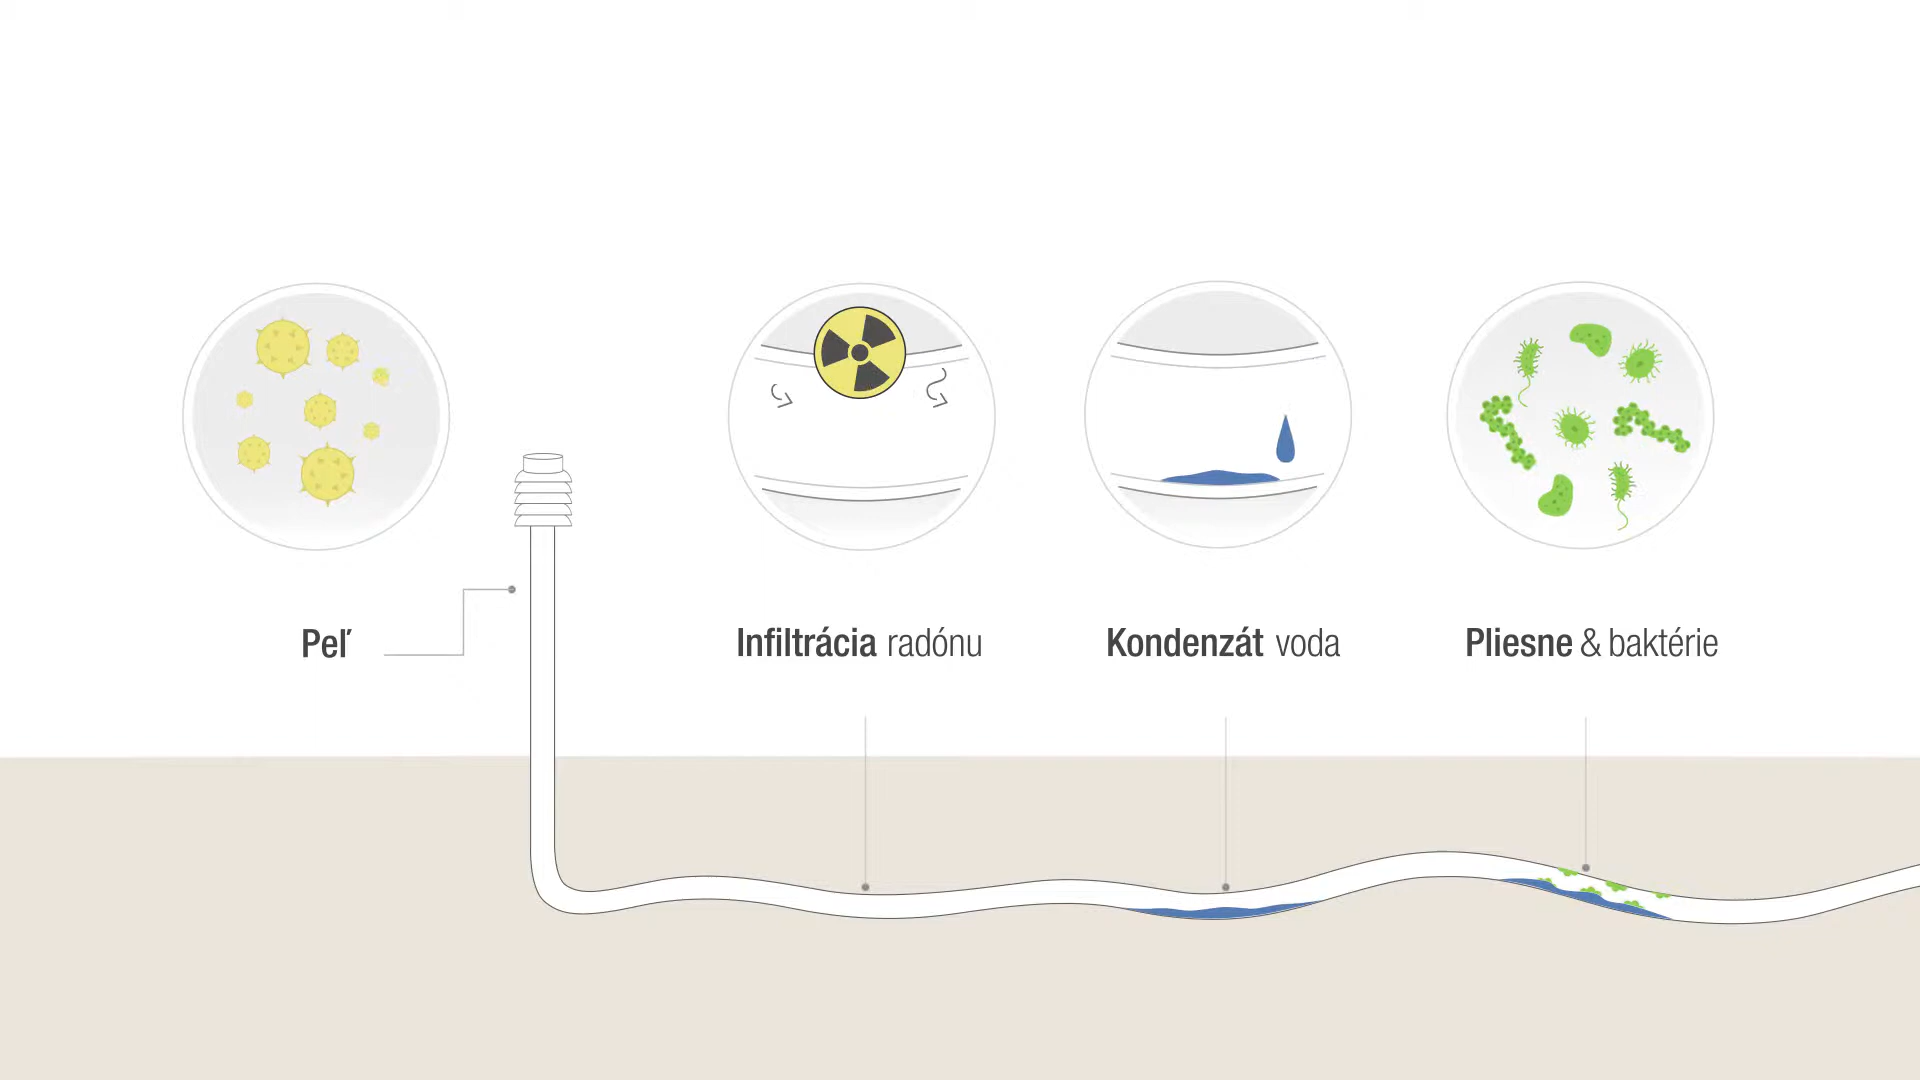 Peľ
Infiltrácia radónu
Kondenzát voda
Pliesne & baktérie